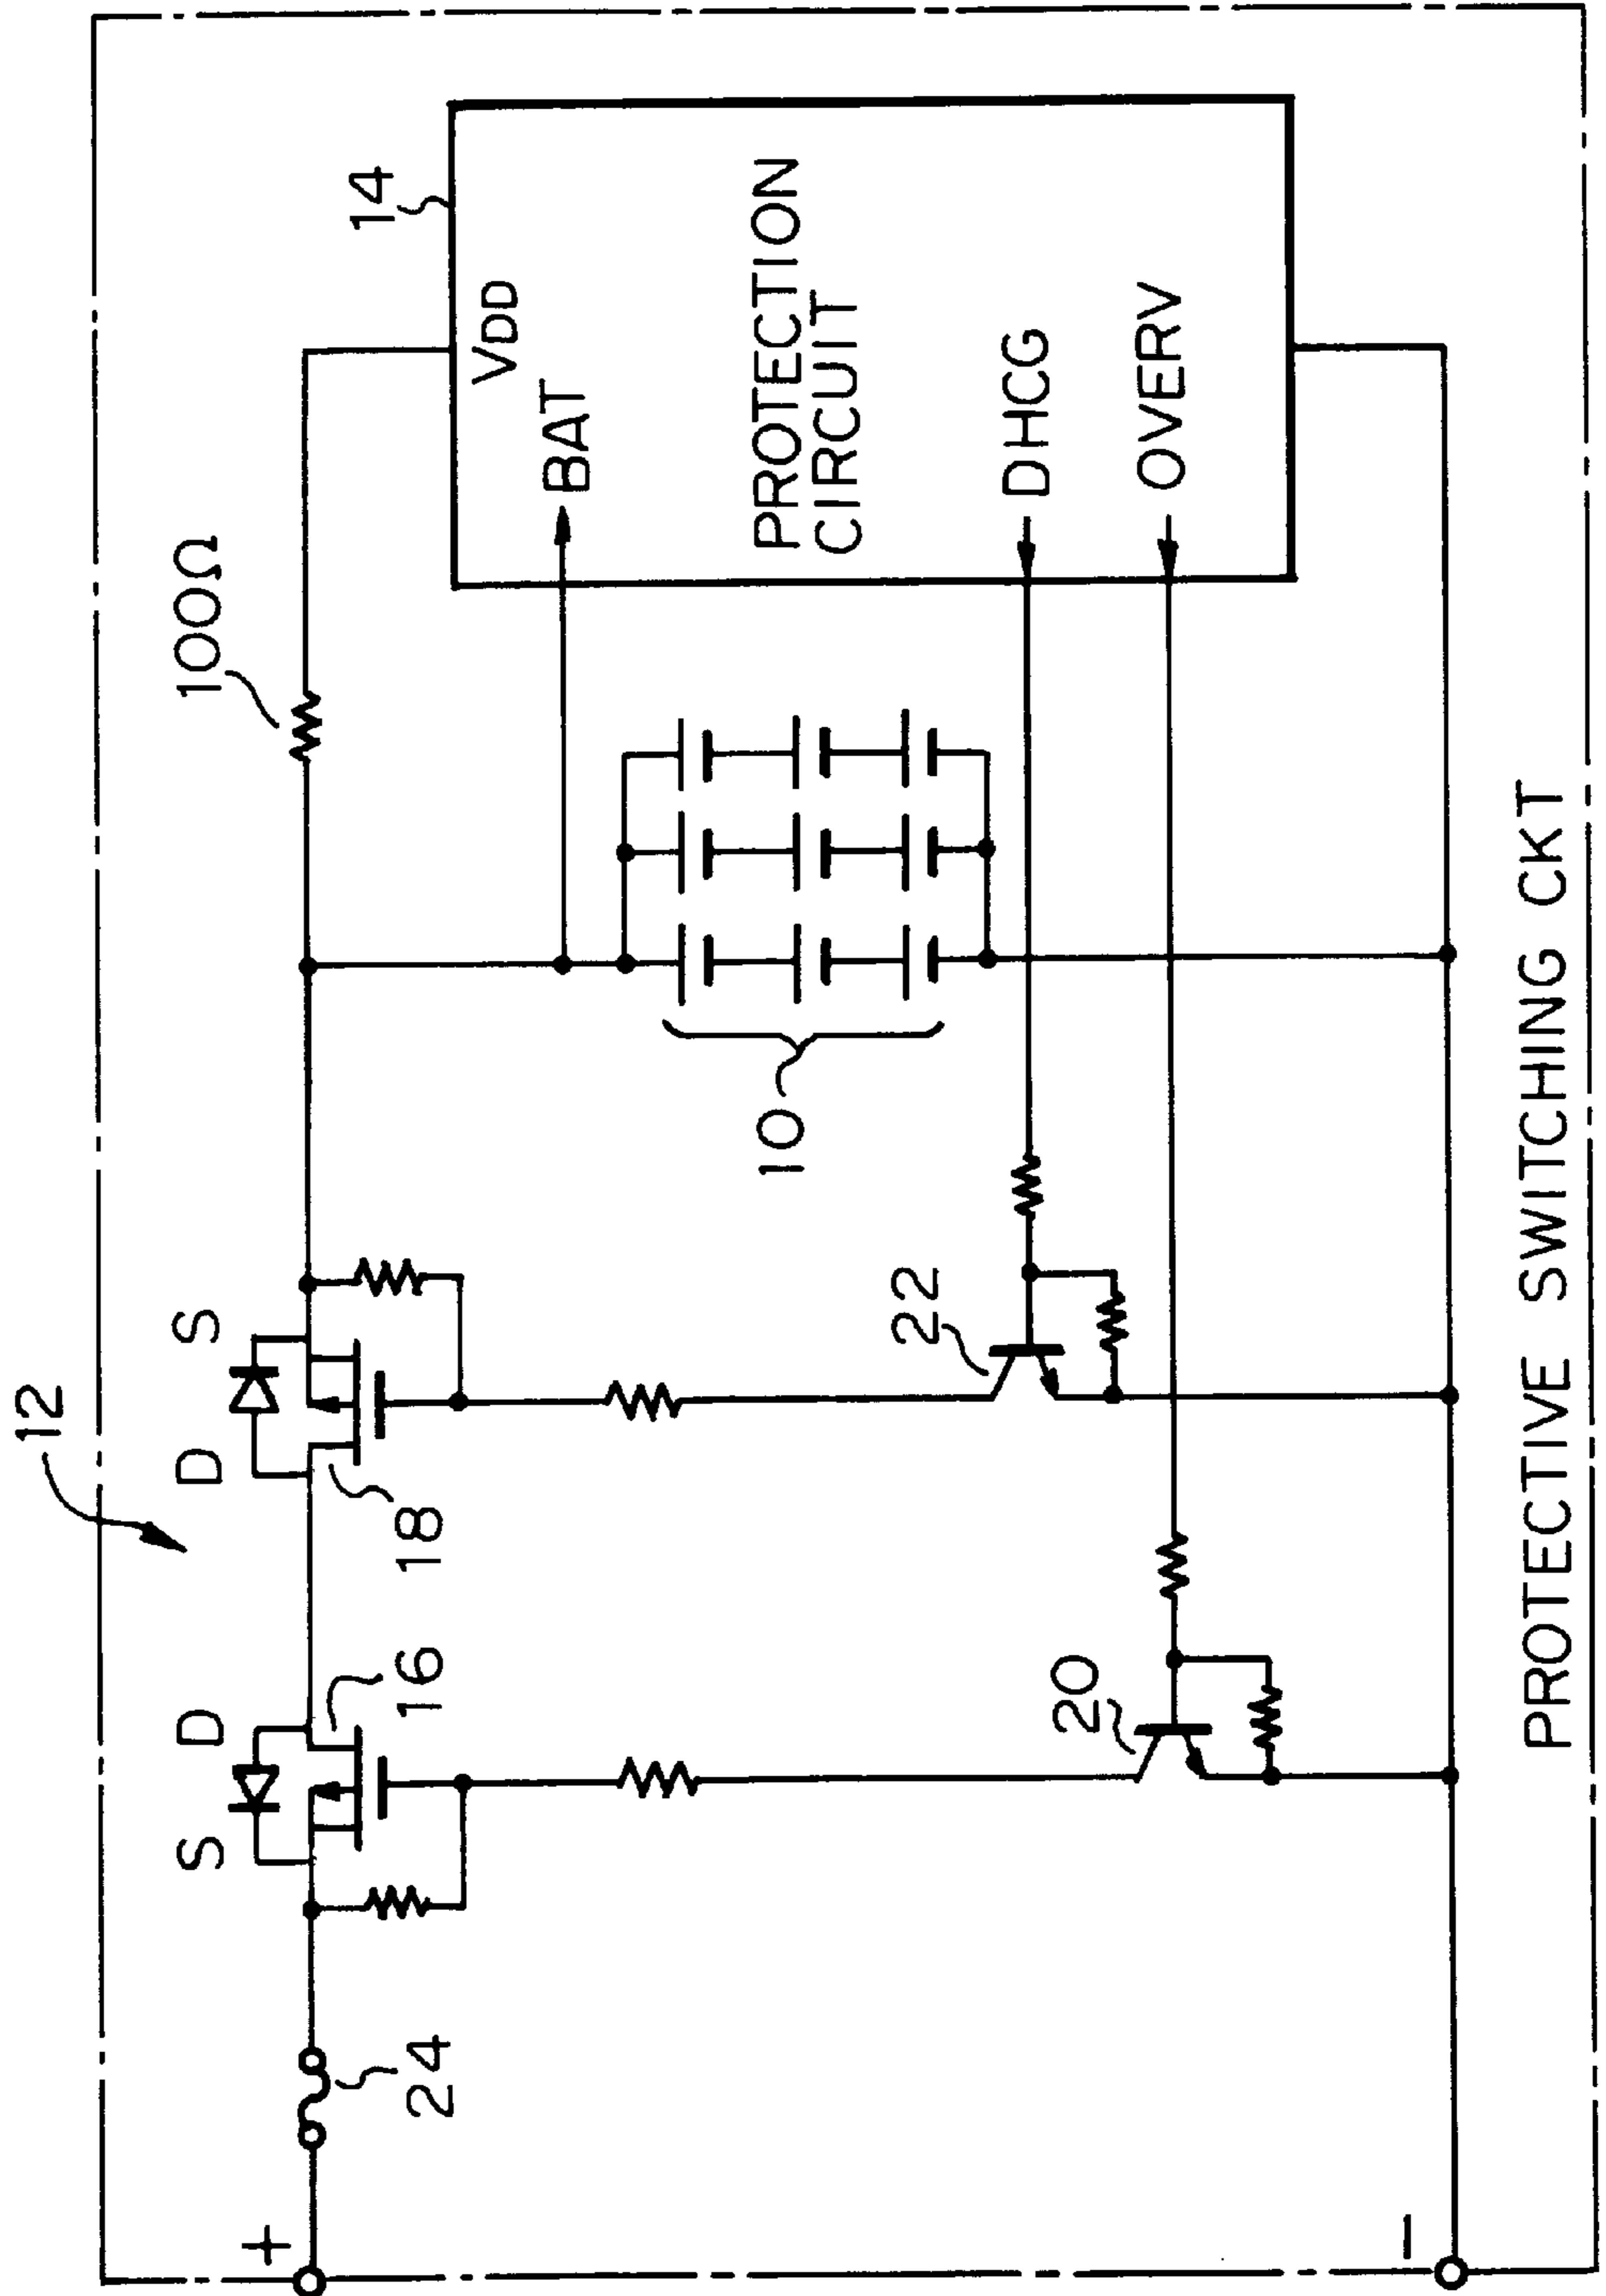 12
D
S
S
D
16
18
24
+
100Ω
14
VDD
BAT
PROTECTION
CIRCUIT
DHCG
OVERV
10
22
20
−
PROTECTIVE SWITCHING CKT